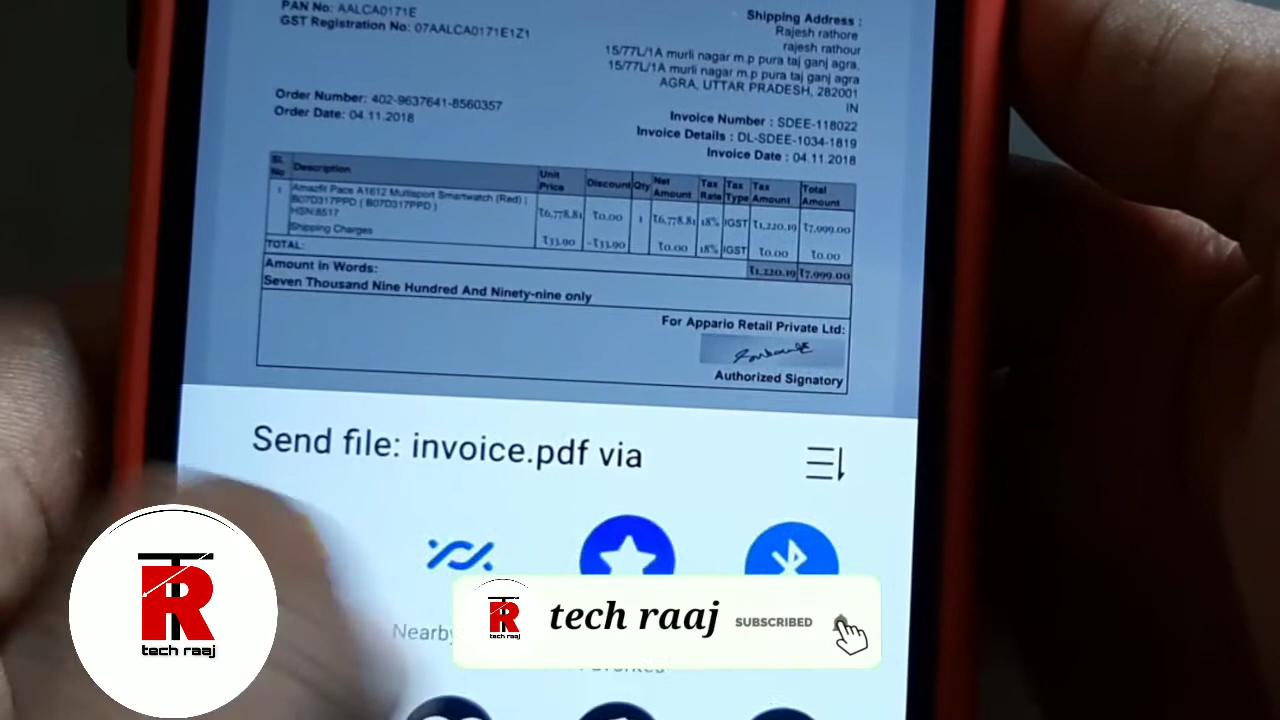 PAN No: AALCA0171E
GST Registration No: 07AALCA0171E1Z1
Shipping Address :
Rajesh rathore
rajesh rathour
15/77L/1A murli nagar m.p pura taj ganj agra.
15/77L/1A murli nagar m.p pura taj ganj agra
AGRA, UTTAR PRADESH, 282001
IN
Order Number: 402-9637641-8560357
Order Date: 04.11.2018
Invoice Number : SDEE-118022
Invoice Details : DL-SDEE-1034-1819
Invoice Date : 04.11.2018
Sl. No Description Unit Price Discount Qty Net Amount Tax Rate Tax Type Tax Amount Total Amount
1 Amazfit Pace A1612 Multisport Smartwatch (Red) | B07D317PPD ( B07D317PPD ) HSN:8517 ₹6,778.81 ₹0.00 1 ₹6,778.81 18% IGST ₹1,220.19 ₹7,999.00
Shipping Charges ₹33.90 -₹33.90 ₹0.00 18% IGST ₹0.00 ₹0.00
TOTAL: ₹1,220.19 ₹7,999.00
Amount in Words:
Seven Thousand Nine Hundred And Ninety-nine only
For Appario Retail Private Ltd:
Authorized Signatory
Send file: invoice.pdf via
Nearby
TR
tech raaj
TR
tech raaj
tech raaj SUBSCRIBED